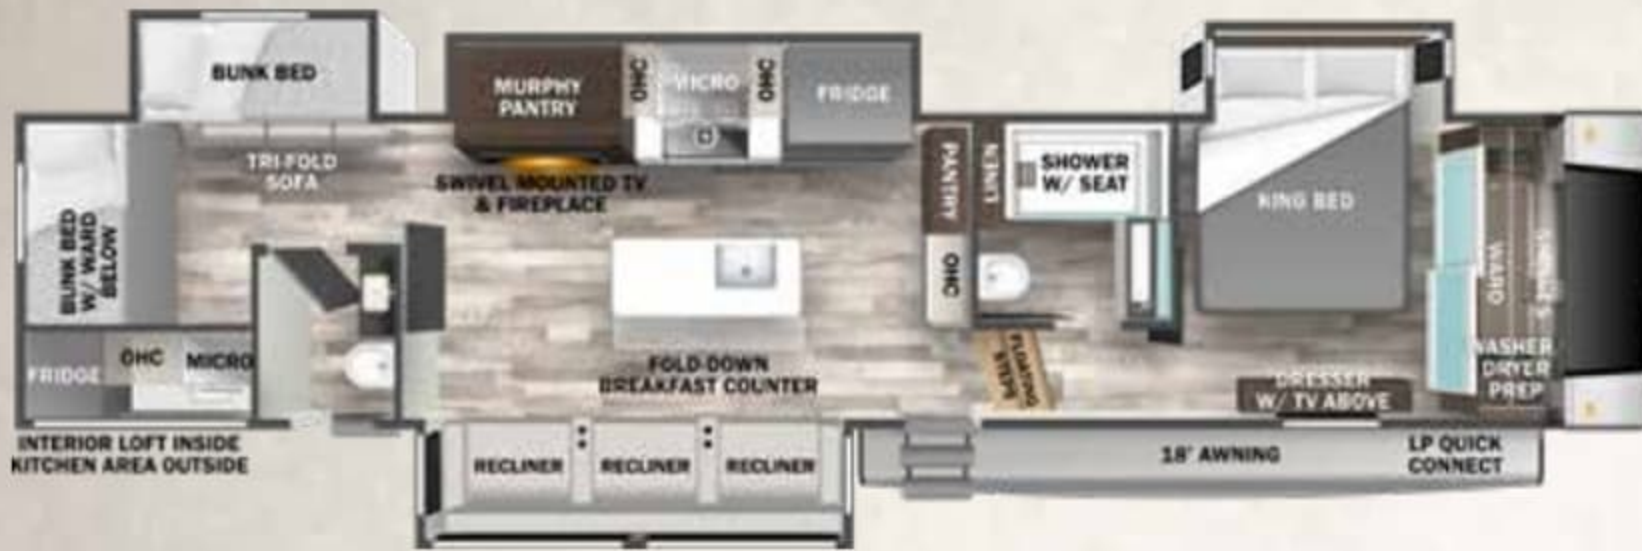 BUNK BED
TRI-FOLD
SOFA
BUNK BED
W/ WARD
BELOW
FRIDGE
OHC
MICRO
INTERIOR LOFT INSIDE
KITCHEN AREA OUTSIDE
MURPHY
PANTRY
OHC
MICRO
OHC
FRIDGE
SWIVEL MOUNTED TV
& FIREPLACE
FOLD-DOWN
BREAKFAST COUNTER
RECLINER
RECLINER
RECLINER
PANTRY
OHC
LINEN
SHOWER
W/ SEAT
FLOATING
STEPS
KING BED
DRESSER
W/ TV ABOVE
WARD
WASHER
DRYER
PREP
18' AWNING
LP QUICK
CONNECT